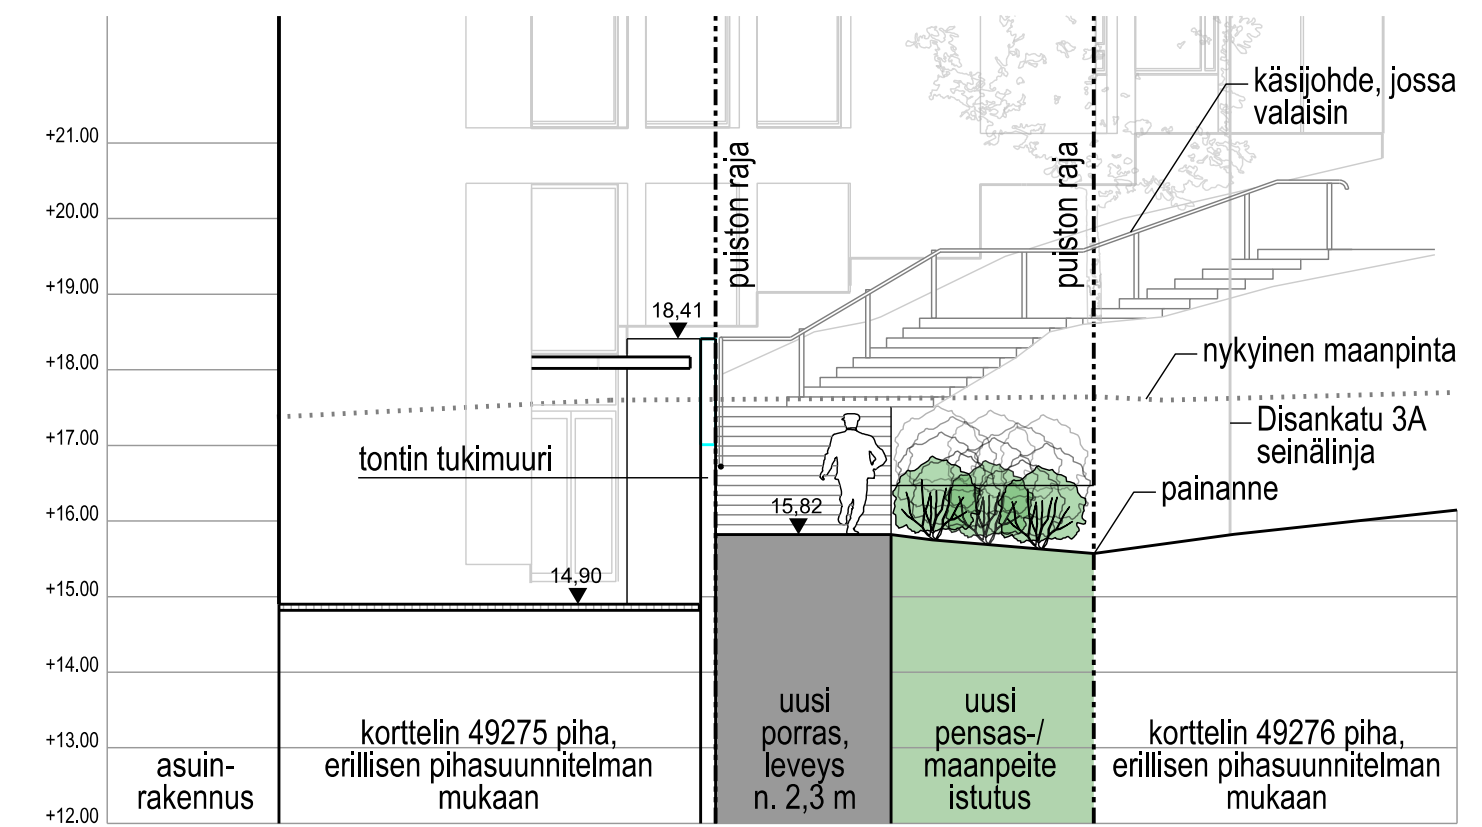 käsijohde, jossa
valaisin
+21.00
puiston raja
puiston raja
+20.00
+19.00
18,41
+18.00
nykyinen maanpinta
+17.00
Disankatu 3A
seinälinja
tontin tukimuuri
painanne
+16.00
15,82
+15.00
14,90
+14.00
+13.00
+12.00
asuin-
rakennus
korttelin 49275 piha,
erillisen pihasuunnitelman
mukaan
uusi
porras,
leveys
n. 2,3 m
uusi
pensas-/
maanpeite
istutus
korttelin 49276 piha,
erillisen pihasuunnitelman
mukaan